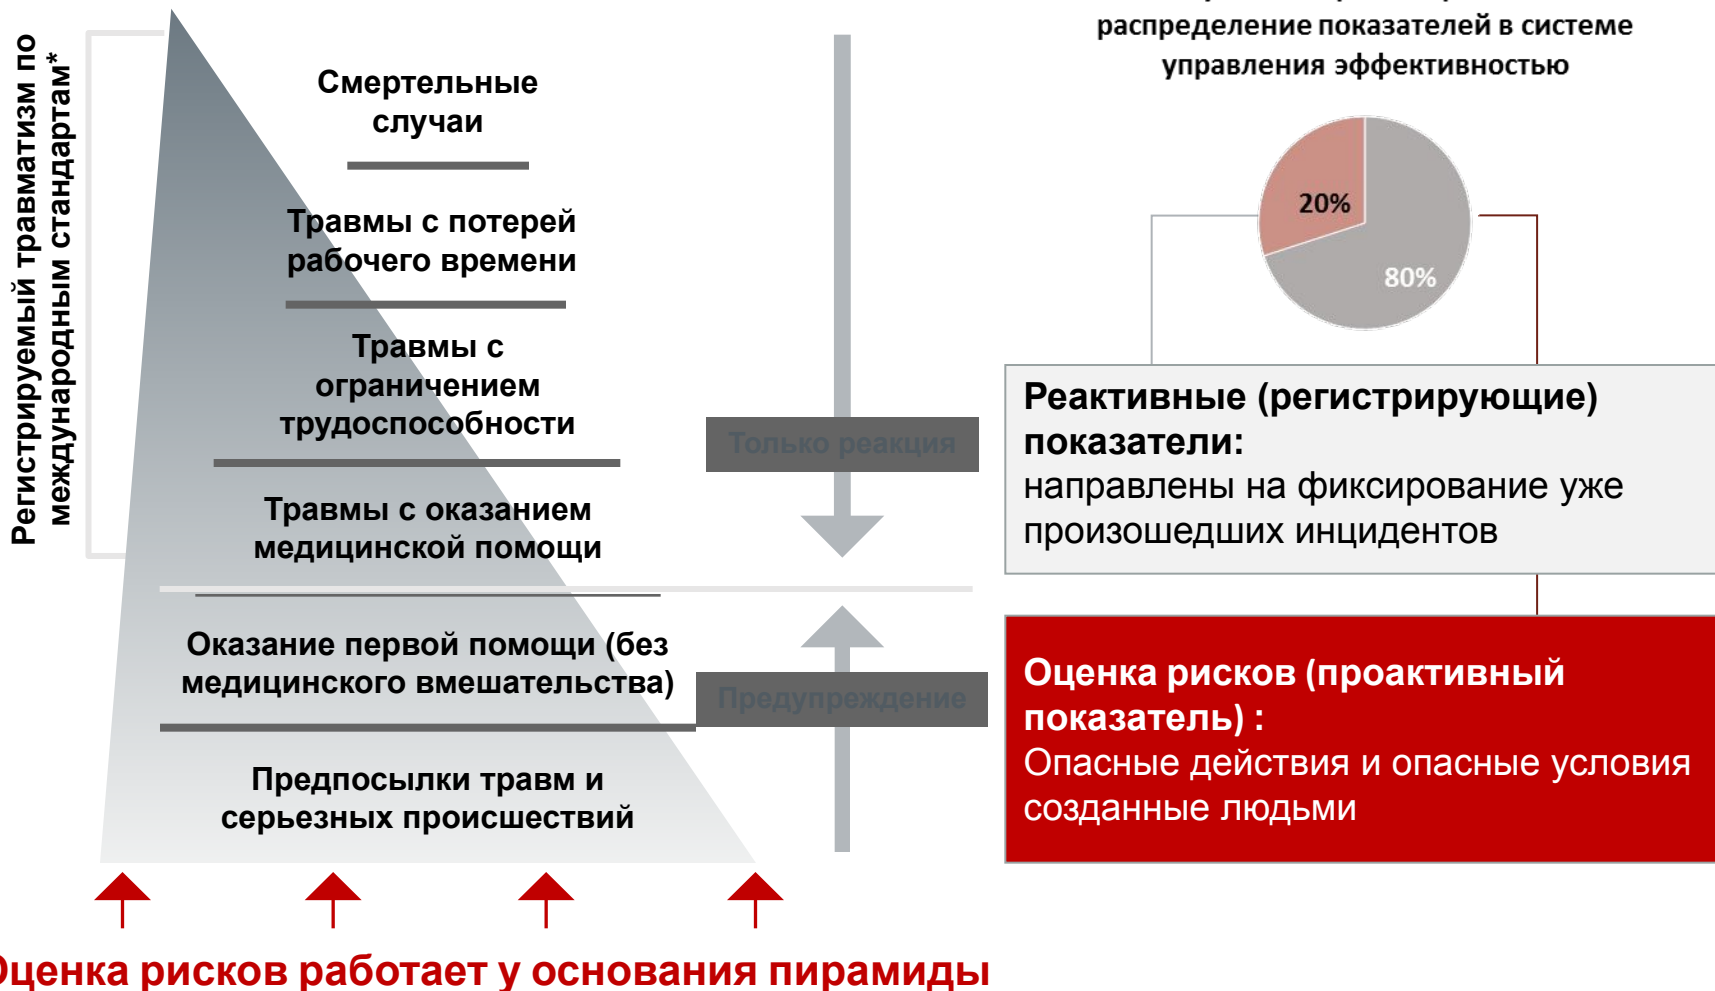 Регистрируемый травматизм по
международным стандартам*
Смертельные
случаи
Травмы с потерей
рабочего времени
Травмы с
ограничением
трудоспособности
Травмы с оказанием
медицинской помощи
Оказание первой помощи (без
медицинского вмешательства)
Предпосылки травм и
серьезных происшествий
Только реакция
Предупреждение
распределение показателей в системе
управления эффективностью
20%
80%
Реактивные (регистрирующие)
показатели:
направлены на фиксирование уже
произошедших инцидентов
Оценка рисков (проактивный
показатель) :
Опасные действия и опасные условия
созданные людьми
Оценка рисков работает у основания пирамиды